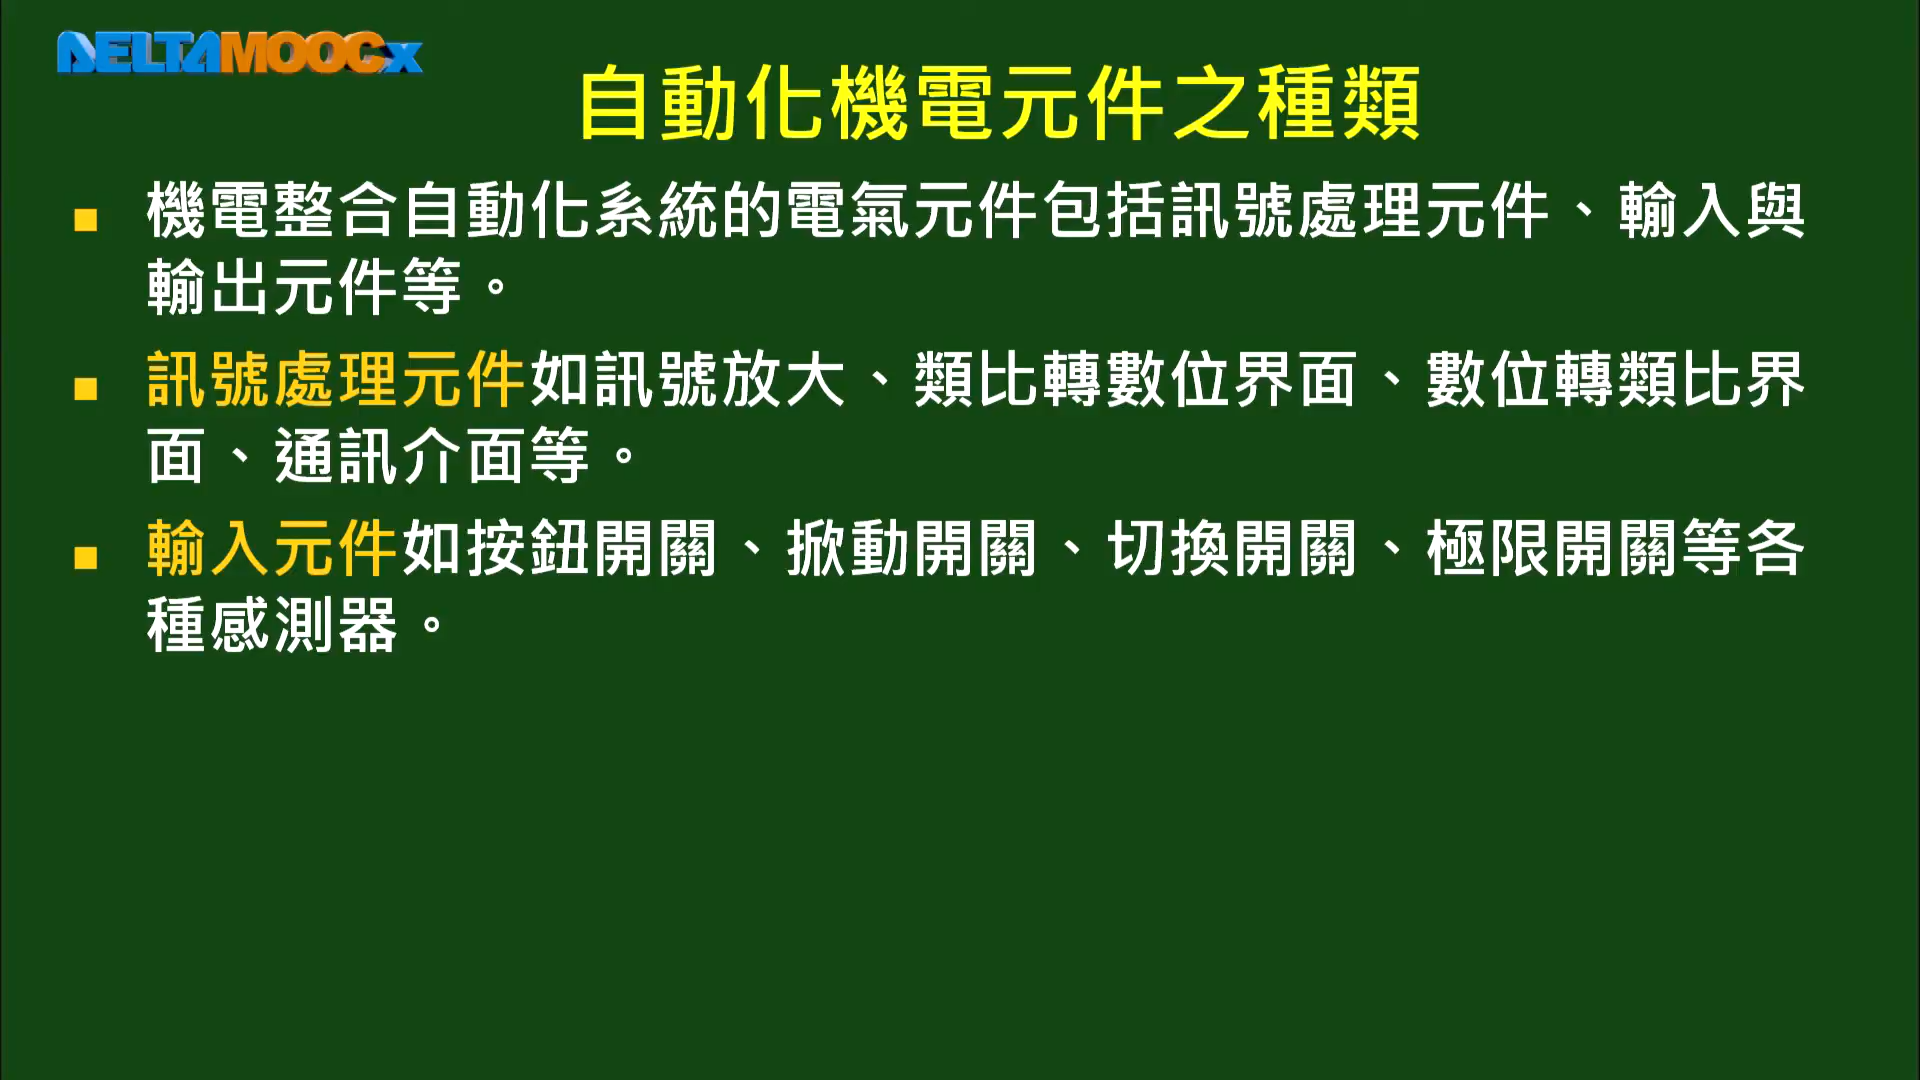 DELTAMOOCx
自動化機電元件之種類
機電整合自動化系統的電氣元件包括訊號處理元件、輸入與
輸出元件等。
訊號處理元件如訊號放大、類比轉數位界面、數位轉類比界
面、通訊介面等。
輸入元件如按鈕開關、掀動開關、切換開關、極限開關等各
種感測器。